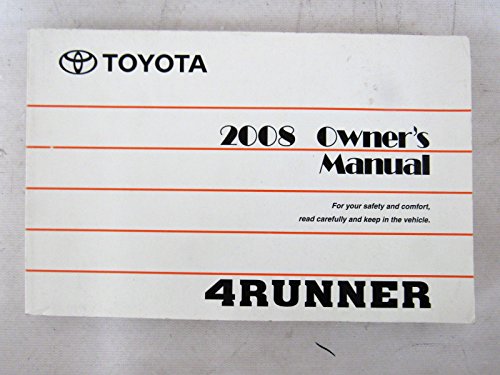 TOYOTA
2008 Owner's
Manual
For your safety and comfort,
read carefully and keep in the vehicle.
4RUNNER